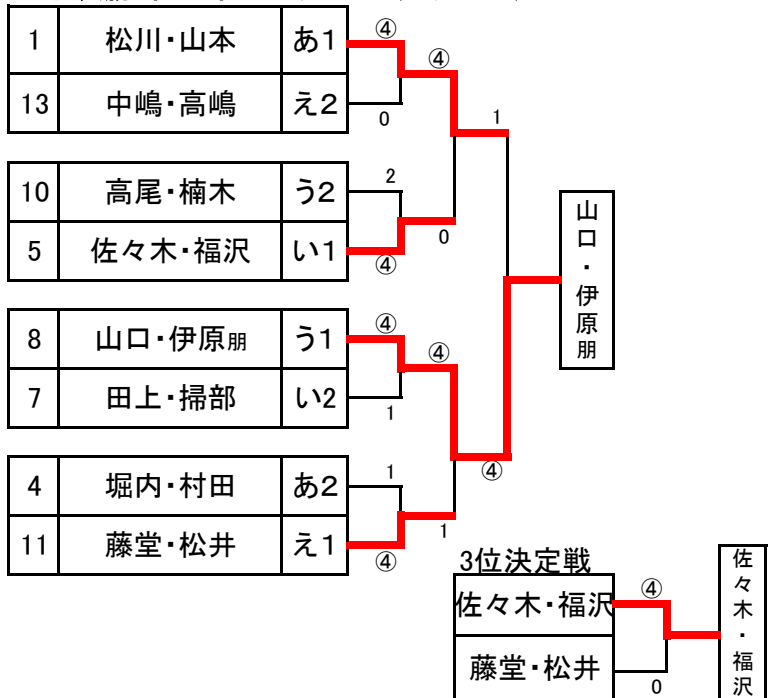 1 松川・山本 あ1
④
④
13 中嶋・高嶋 え2
0
1
10 高尾・楠木 う2
2
5 佐々木・福沢 い1
④
0
山口・伊原朋
8 山口・伊原朋 う1
④
④
7 田上・掃部 い2
1
④
4 堀内・村田 あ2
1
11 藤堂・松井 え1
④
1
3位決定戦
佐々木・福沢
④
藤堂・松井
0
佐々木・福沢